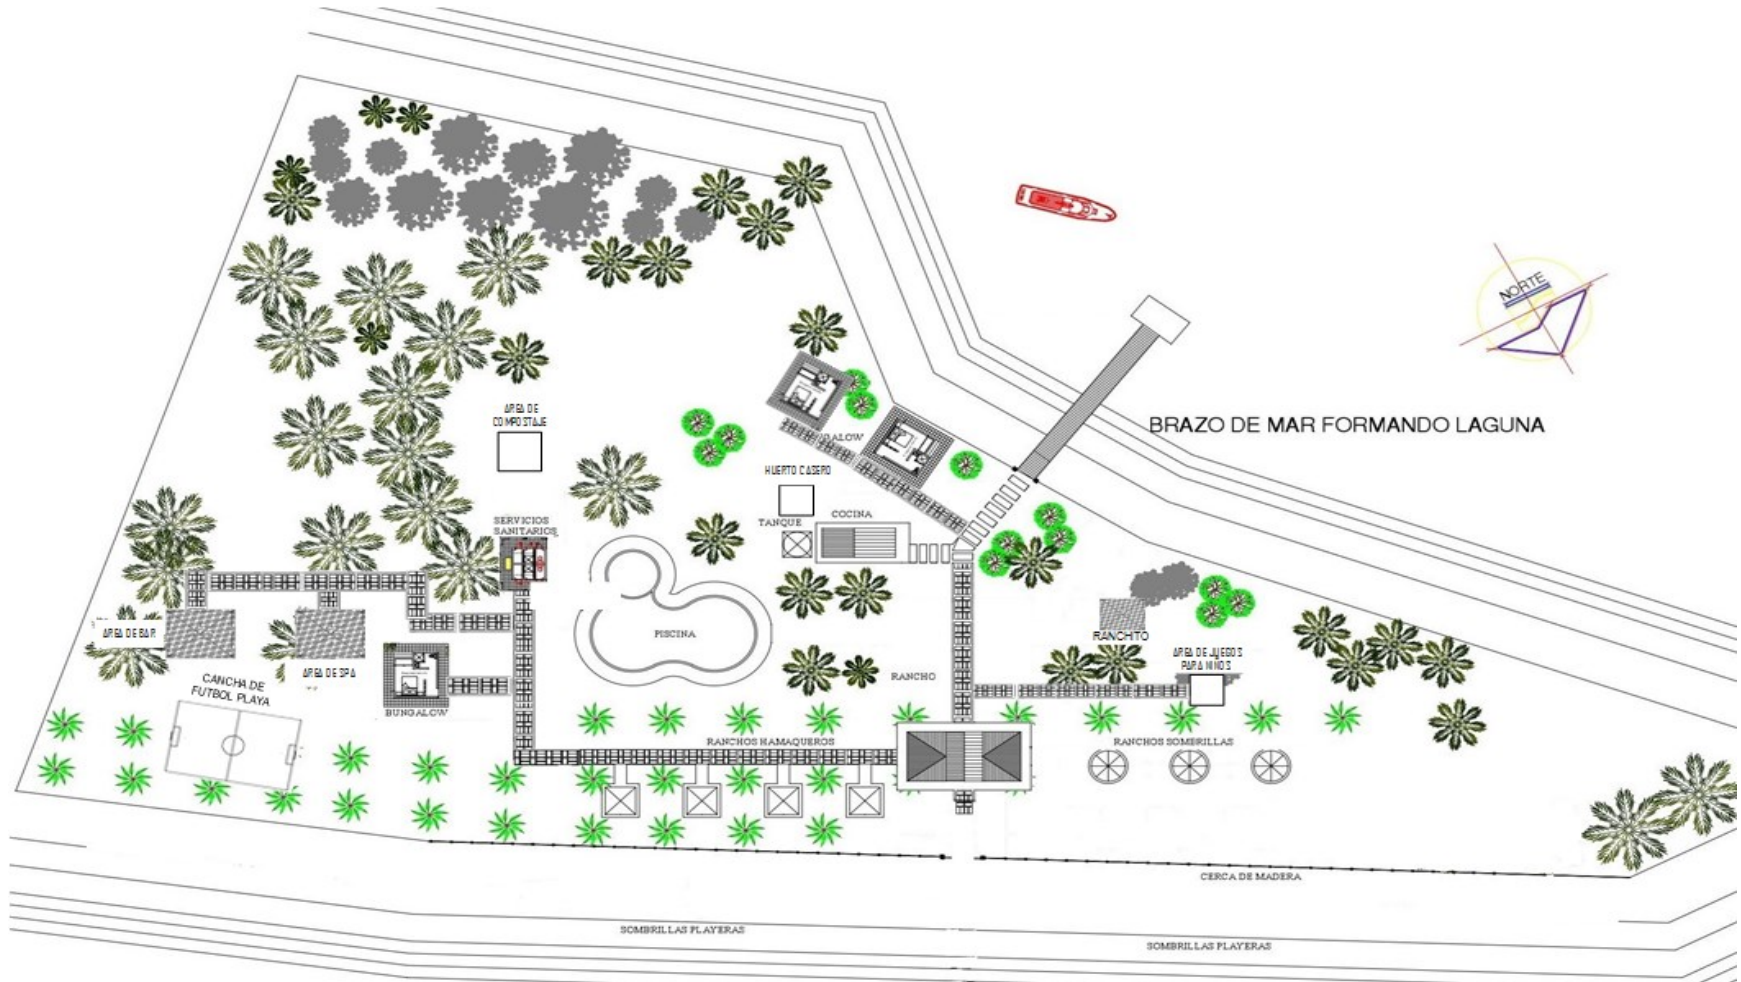 NORTE
AREA DE
COMPOSTAJE
BRAZO DE MAR FORMANDO LAGUNA
HUERTO CASERO
TANQUE
COCINA
SERVICIOS
SANITARIOS
PISCINA
RANCHITO
AREA DE BAR
AREA DE SPA
AREA DE JUEGOS
PARA NINOS
RANCHO
CANCHA DE
FUTBOL PLAYA
BUNGALOW
RANCHOS HAMAQUEROS
RANCHOS SOMBRILLAS
CERCA DE MADERA
SOMBRILLAS PLAYERAS
SOMBRILLAS PLAYERAS